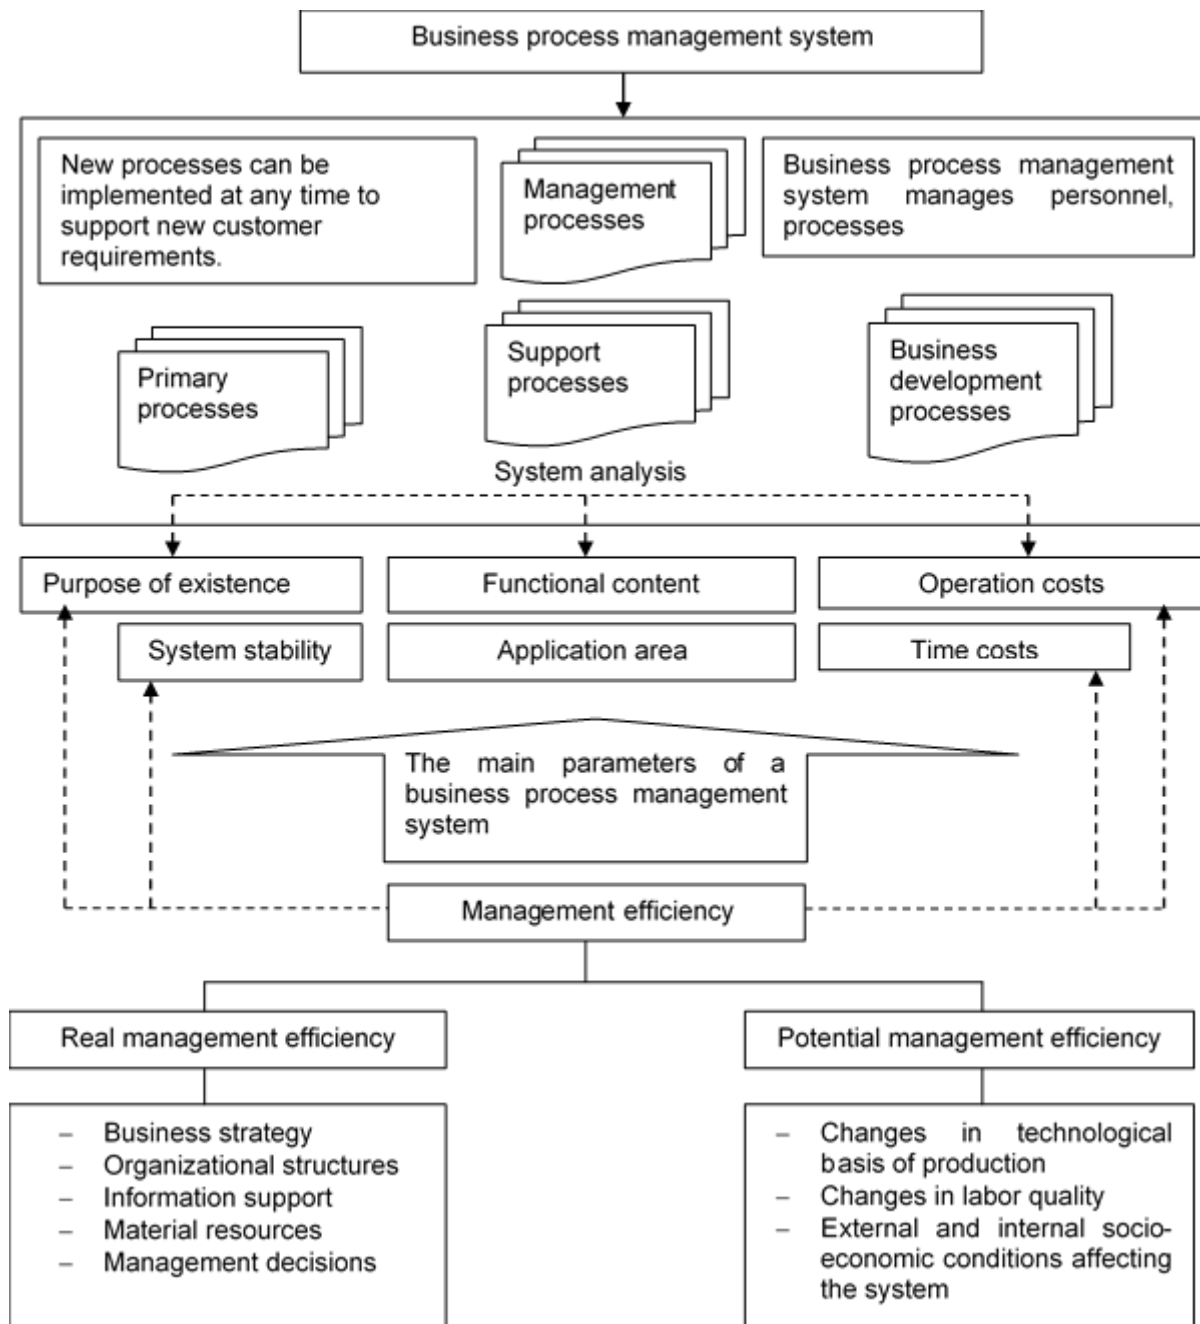 Business process management system
New processes can be
implemented at any time to
support new customer
requirements.
Management
processes
Business process management
system manages personnel,
processes
Primary
processes
Support
processes
Business
development
processes
System analysis
Purpose of existence
Functional content
Operation costs
System stability
Application area
Time costs
The main parameters of a
business process management
system
Management efficiency
Real management efficiency
Potential management efficiency
– Business strategy
– Organizational structures
– Information support
– Material resources
– Management decisions
– Changes in technological
basis of production
– Changes in labor quality
– External and internal socio-
economic conditions affecting
the system